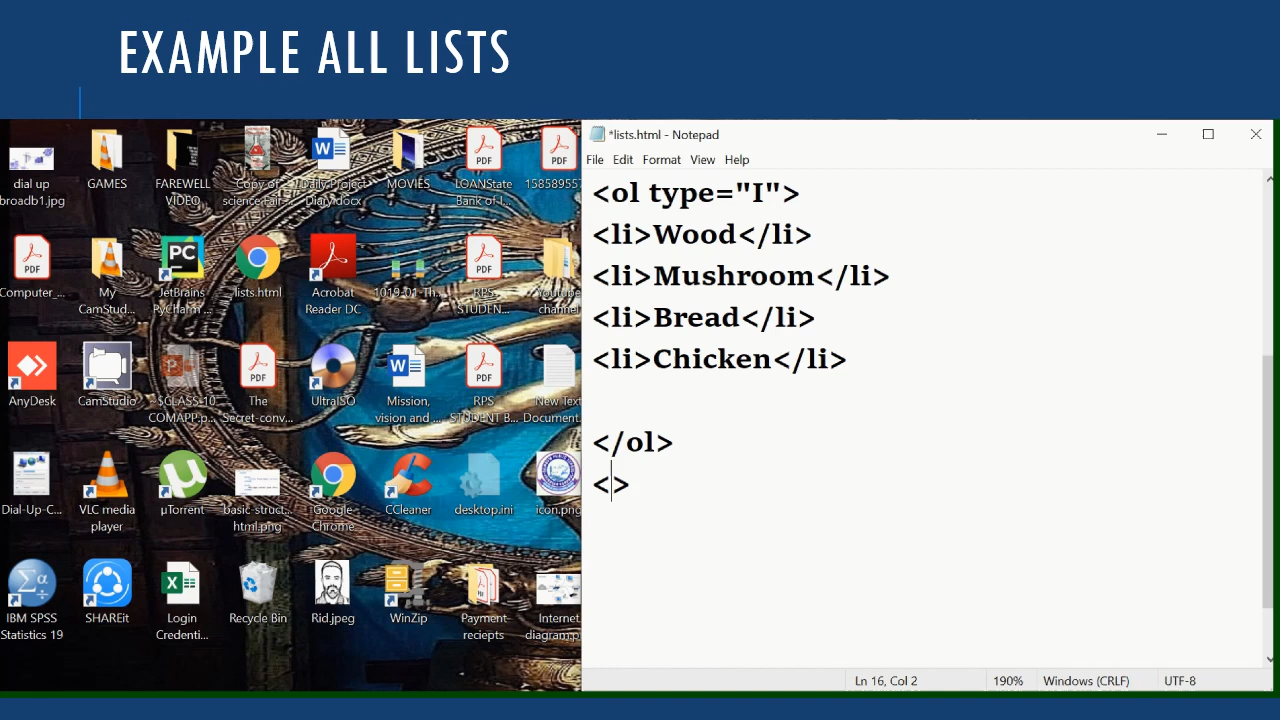 EXAMPLE ALL LISTS
*lists.html - Notepad
File Edit Format View Help
<ol type="I">
<li>Wood</li>
<li>Mushroom</li>
<li>Bread</li>
<li>Chicken</li>
</ol>
<>
Ln 16, Col 2
190%
Windows (CRLF)
UTF-8
dial up
broadb1.jpg
GAMES
FAREWELL
VIDEO
Copy of
science Fair-...
Daily Project
Diary.docx
MOVIES
LOANState
Bank of I...
158589557
Computer_...
My
CamStud...
JetBrains
PyCharm ...
lists.html
Acrobat
Reader DC
1019-01-Th...
RPS
STUDEN...
Youtube
channel
AnyDesk
CamStudio
$CLASS-10
COMAPP.p...
The
Secret-conv...
UltraISO
Mission,
vision and ...
RPS
STUDENT B...
New Text
Document...
Dial-Up-C...
VLC media
player
µTorrent
basic-struct...
html.png
Google
Chrome
CCleaner
desktop.ini
icon.png
IBM SPSS
Statistics 19
SHAREit
Login
Credenti...
Recycle Bin
Rid.jpeg
WinZip
Payment
reciepts
Internet
diagram.p